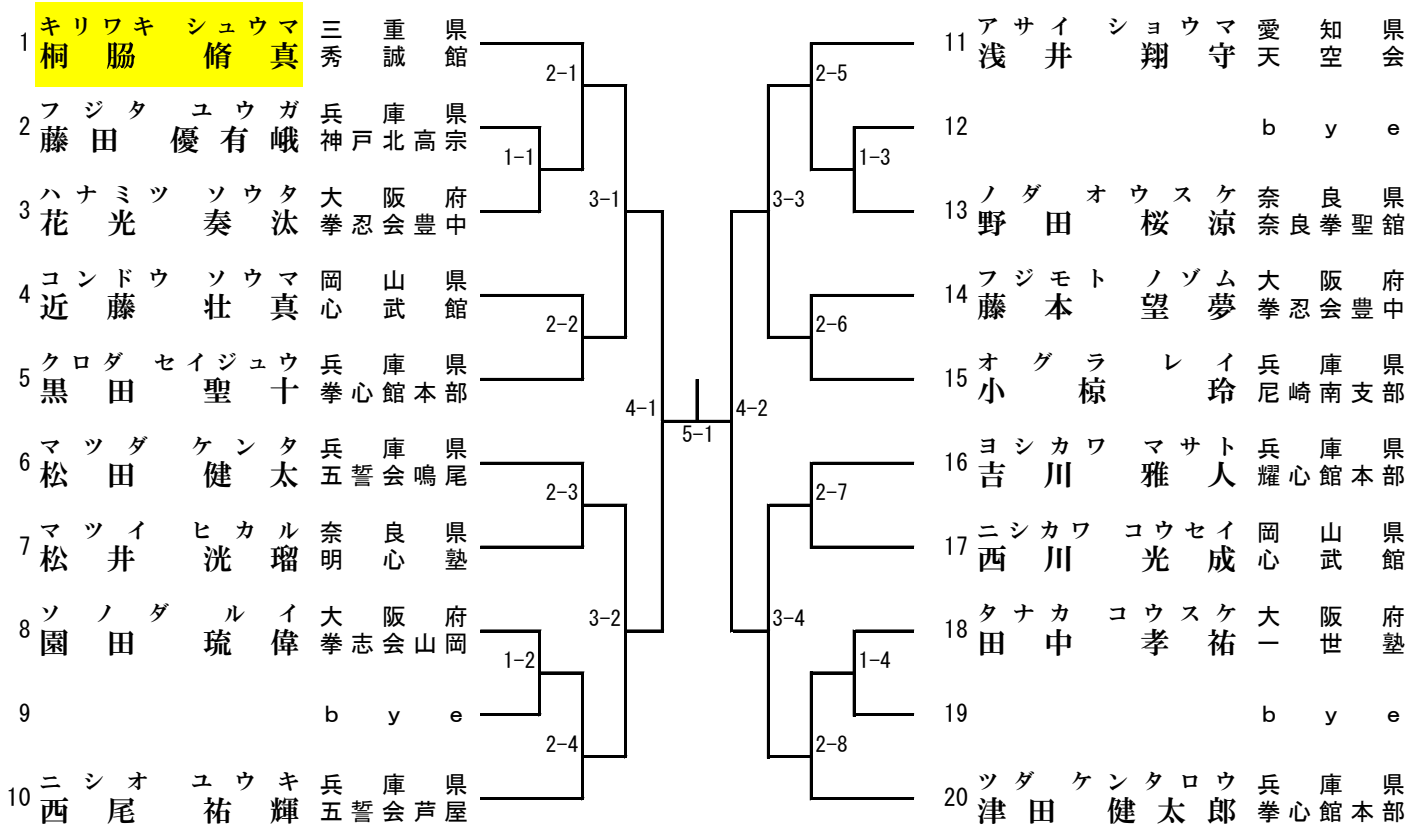 1 キリワキ シュウマ 三重県
桐脇 脩真 秀誠館
2 フジタ ユウガ 兵庫県
藤田 優有峨 神戸北高宗
3 ハナミツ ソウタ 大阪府
花光 奏汰 拳忍会豊中
4 コンドウ ソウマ 岡山県
近藤 壮真 心武館
5 クロダ セイジュウ 兵庫県
黒田 聖十 拳心館本部
6 マツダ ケンタ 兵庫県
松田 健太 五誓会鳴尾
7 マツイ ヒカル 奈良県
松井 洸瑠 明心塾
8 ソノダ ルイ 大阪府
園田 琉偉 拳志会山岡
9 bye
10 ニシオ ユウキ 兵庫県
西尾 祐輝 五誓会芦屋
2-1
1-1
3-1
2-2
4-1
2-3
3-2
1-2
2-4
5-1
2-5
1-3
3-3
2-6
4-2
2-7
3-4
1-4
2-8
11 アサイ ショウマ 愛知県
浅井 翔守 天空会
12 bye
13 ノダ オウスケ 奈良県
野田 桜涼 奈良拳聖舘
14 フジモト ノゾム 大阪府
藤本 望夢 拳忍会豊中
15 オグラ レイ 兵庫県
小椋 玲 尼崎南支部
16 ヨシカワ マサト 兵庫県
吉川 雅人 耀心館本部
17 ニシカワ コウセイ 岡山県
西川 光成 心武館
18 タナカ コウスケ 大阪府
田中 孝祐 一世塾
19 bye
20 ツダ ケンタロウ 兵庫県
津田 健太郎 拳心館本部